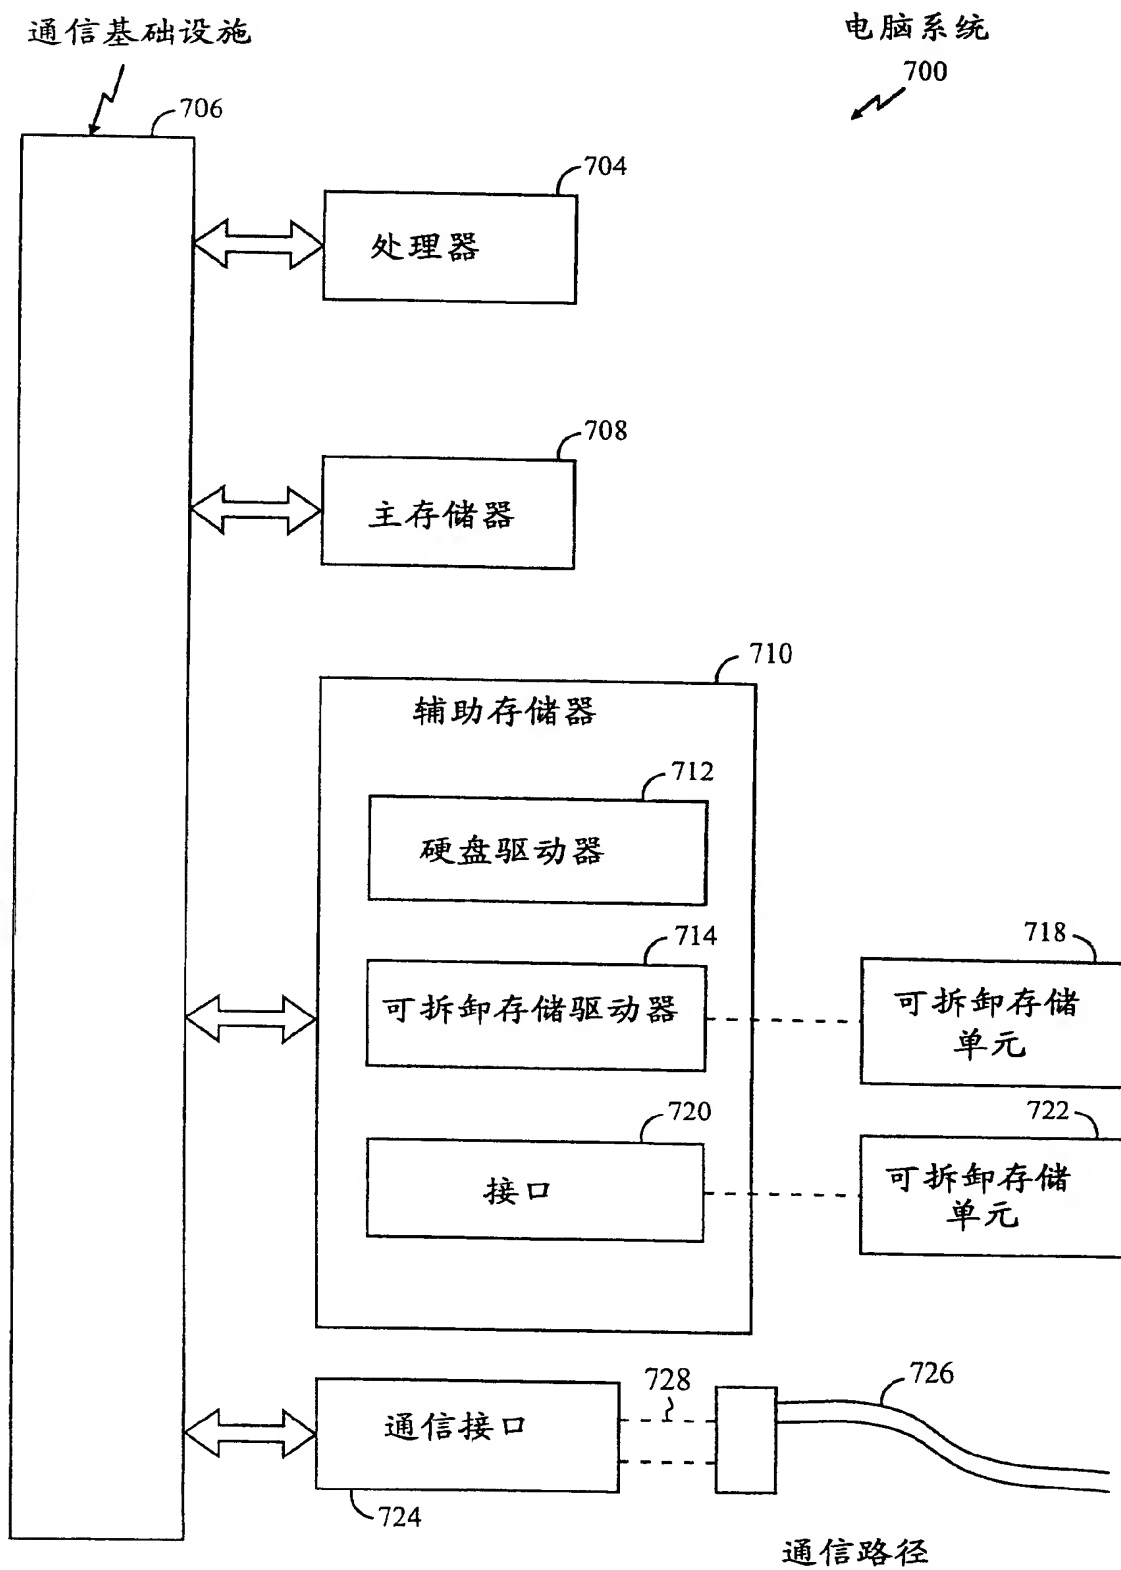 通信基础设施
电脑系统
700
706
704
处理器
708
主存储器
710
辅助存储器
712
硬盘驱动器
714
可拆卸存储驱动器
718
可拆卸存储
单元
720
接口
722
可拆卸存储
单元
728
726
通信接口
724
通信路径